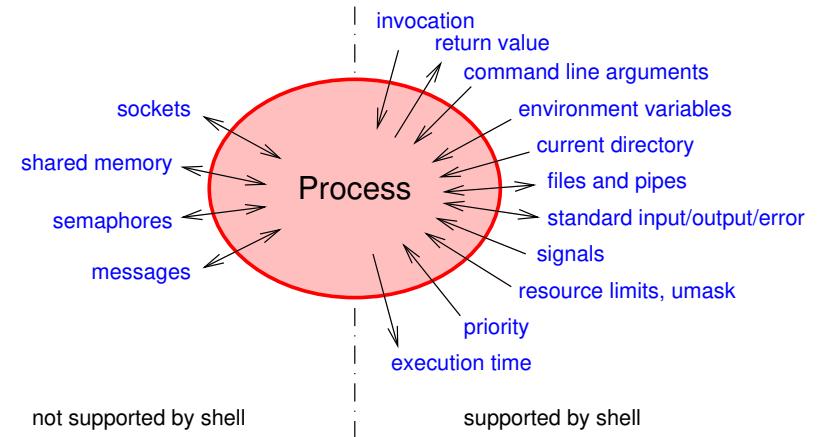 invocation
return value
command line arguments
sockets
environment variables
current directory
shared memory
files and pipes
Process
semaphores
standard input/output/error
signals
messages
resource limits, umask
priority
execution time
not supported by shell
supported by shell